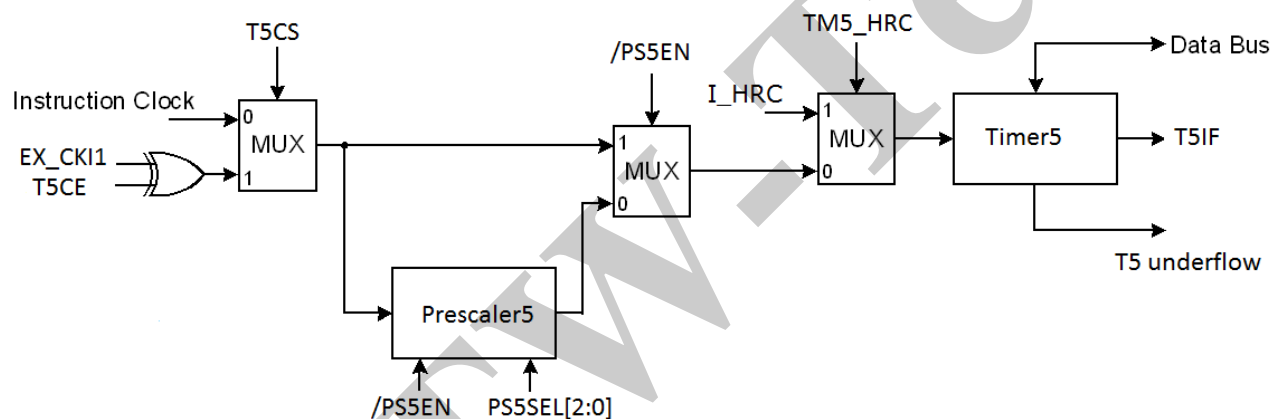 T5CS
TM5_HRC
/PS5EN
Data Bus
Instruction Clock
0
MUX
I_HRC
1
MUX
Timer5
T5IF
EX_CKI1
T5CE
1
1
MUX
0
0
T5 underflow
Prescaler5
/PS5EN
PS5SEL[2:0]